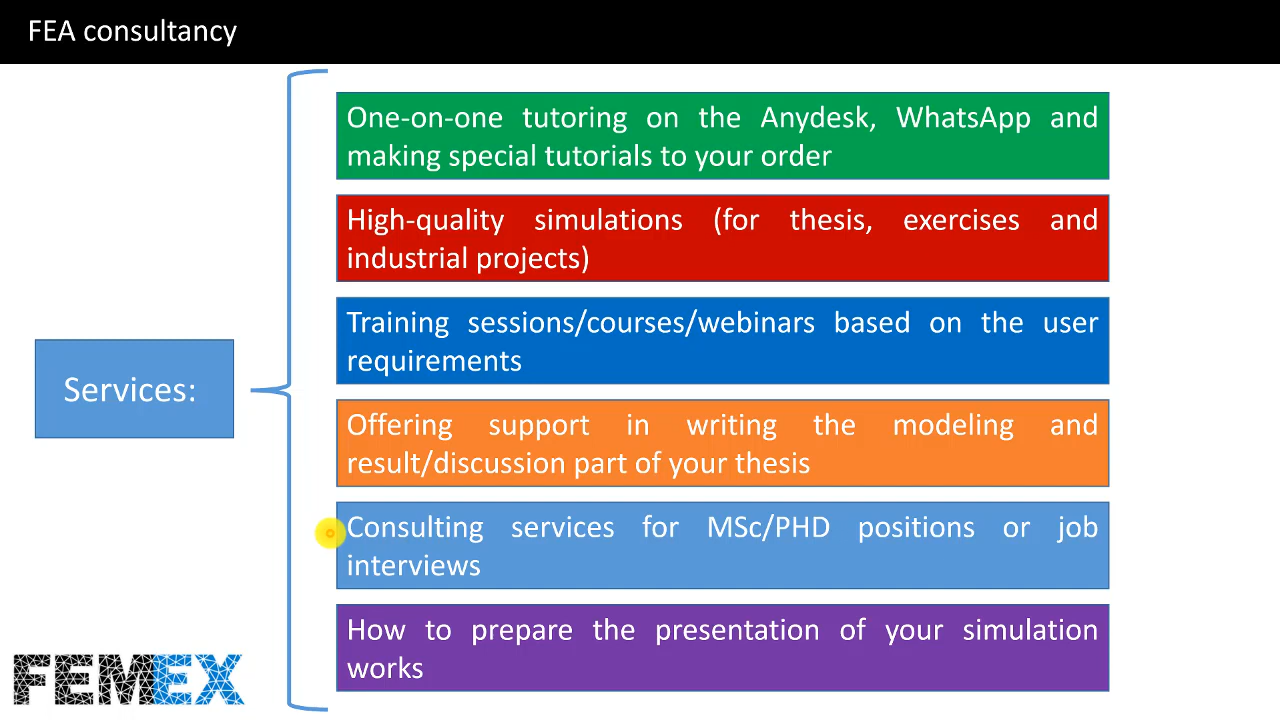 FEA consultancy
One-on-one tutoring on the Anydesk, WhatsApp and
making special tutorials to your order
High-quality simulations (for thesis, exercises and
industrial projects)
Training sessions/courses/webinars based on the user
requirements
Services:
Offering support in writing the modeling and
result/discussion part of your thesis
Consulting services for MSc/PHD positions or job
interviews
How to prepare the presentation of your simulation
works
FEMEX